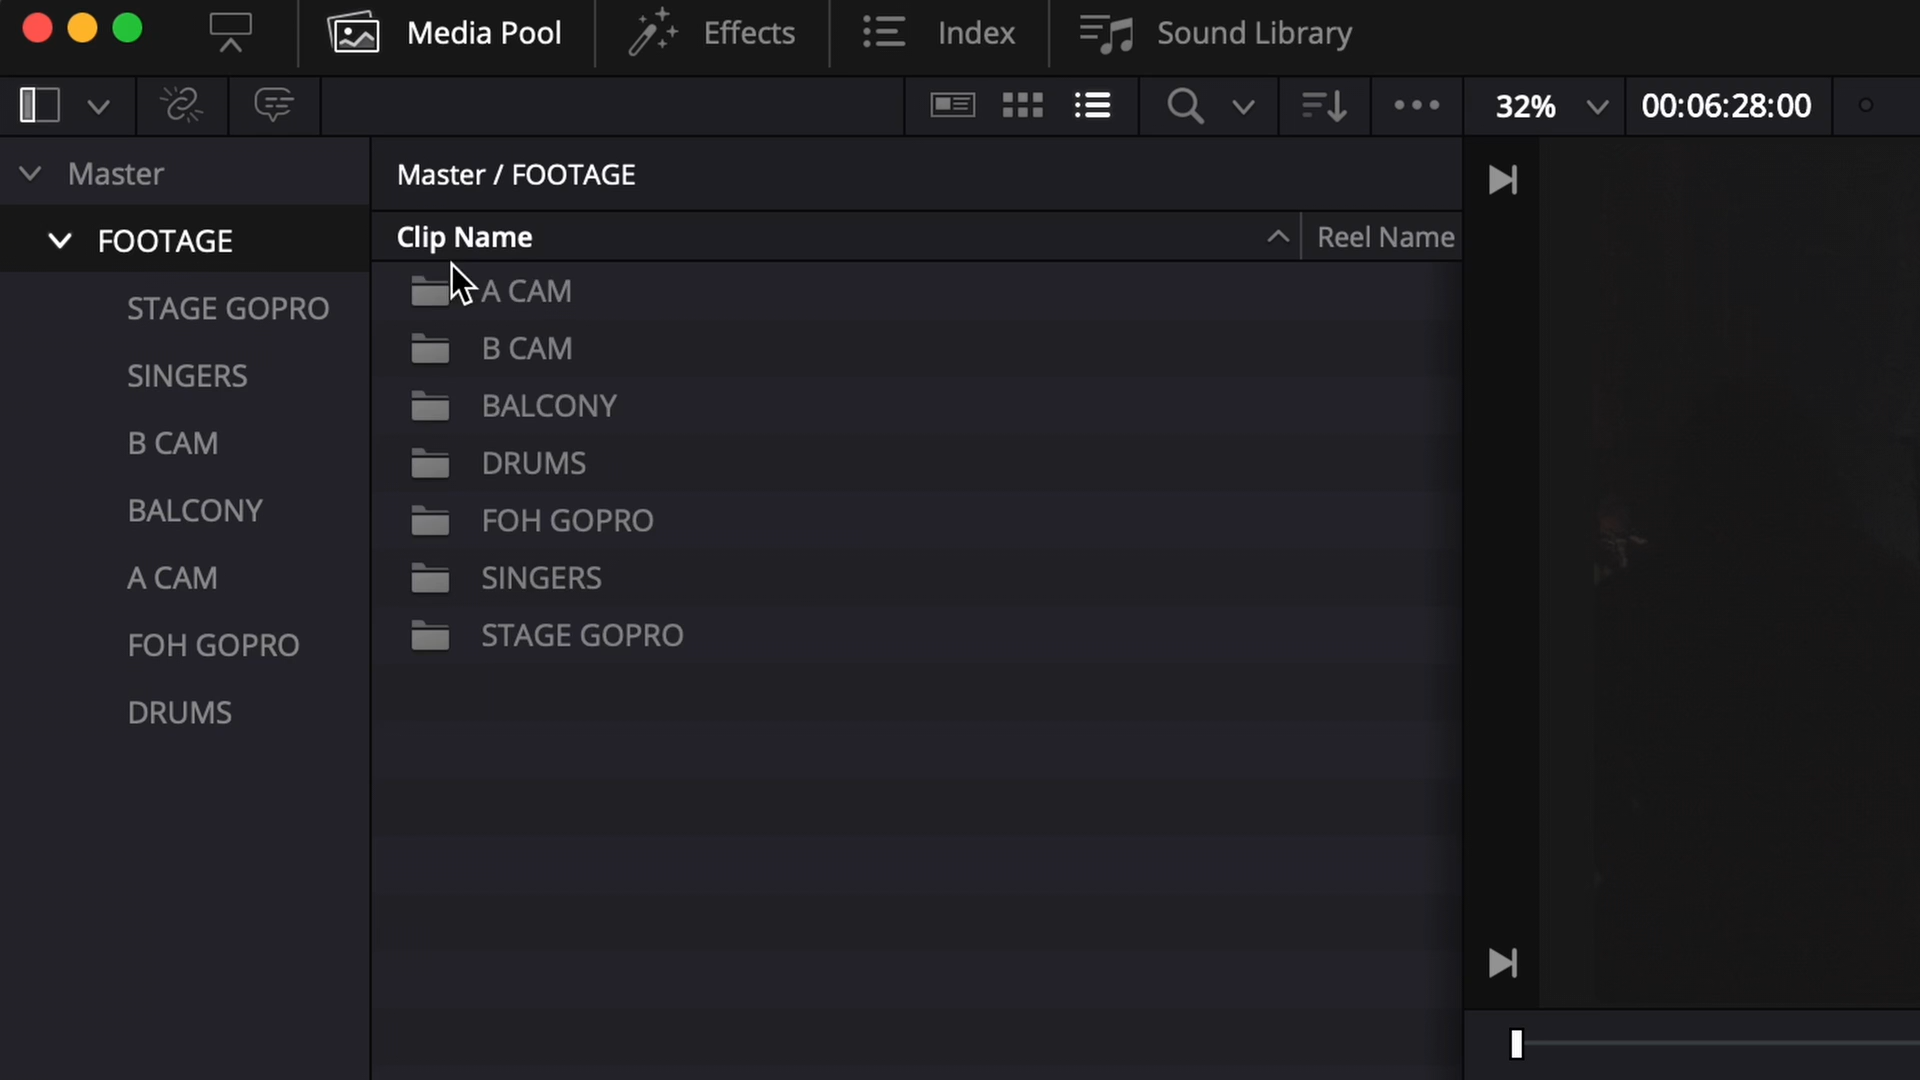 Media Pool
Effects
Index
Sound Library
32%
00:06:28:00
Master
FOOTAGE
STAGE GOPRO
SINGERS
B CAM
BALCONY
A CAM
FOH GOPRO
DRUMS
Master / FOOTAGE
Clip Name
Reel Name
A CAM
B CAM
BALCONY
DRUMS
FOH GOPRO
SINGERS
STAGE GOPRO